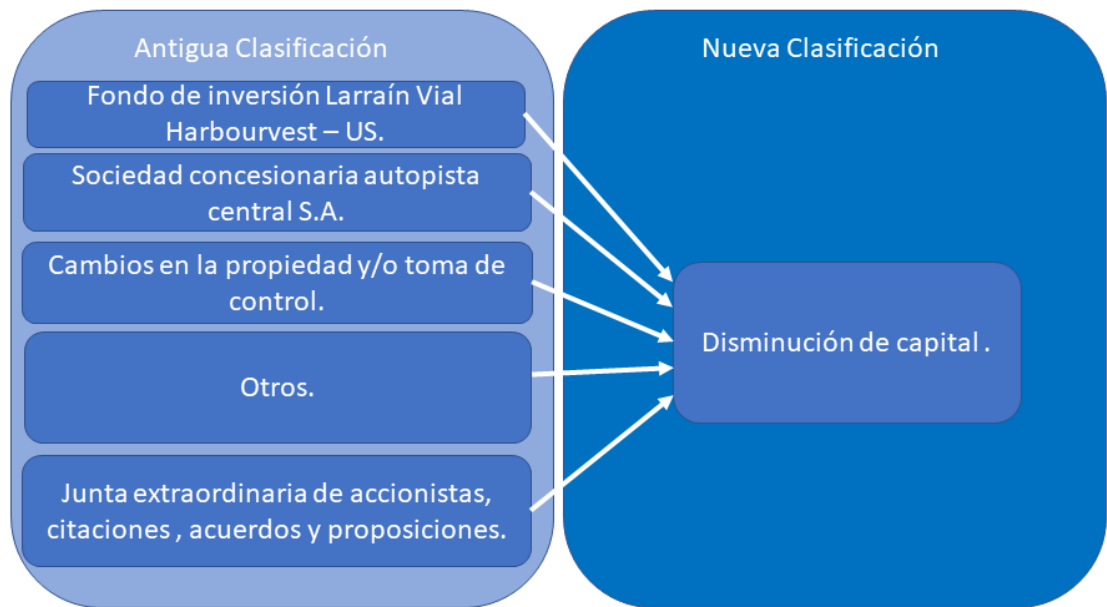 Antigua Clasificación
Nueva Clasificación
Fondo de inversión Larraín Vial
Harbourvest – US.
Sociedad concesionaria autopista
central S.A.
Cambios en la propiedad y/o toma de
control.
Otros.
Junta extraordinaria de accionistas,
citaciones , acuerdos y proposiciones.
Disminución de capital .